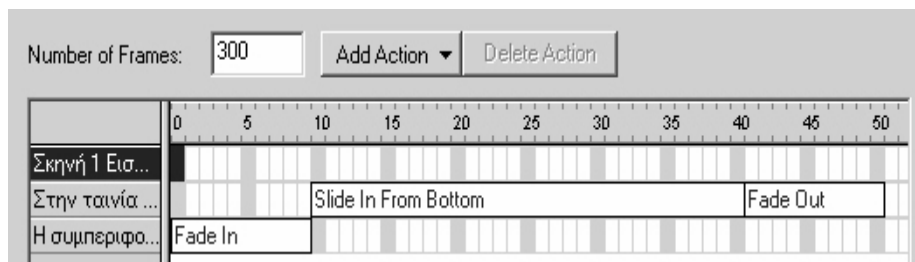 Number of Frames: 300 Add Action Delete Action
0 5 10 15 20 25 30 35 40 45 50
Σκηνή 1 Εισ...
Στην ταινία ... Slide In From Bottom Fade Out
Η συμπεριφο... Fade In